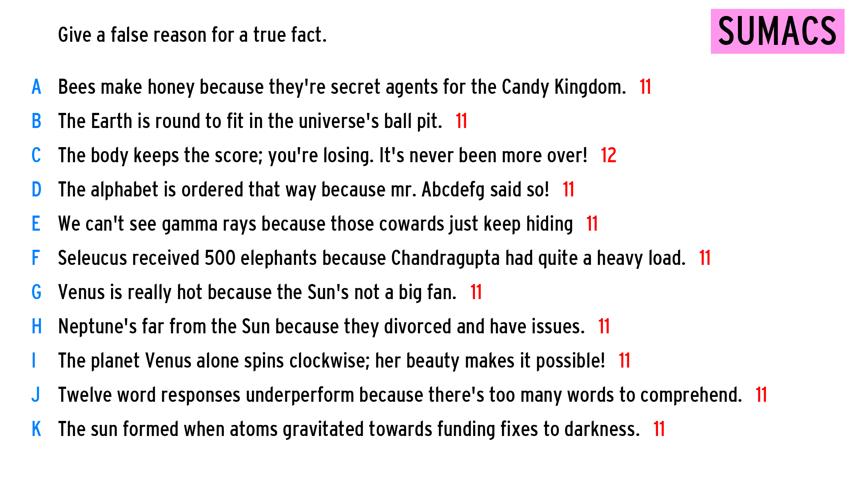 Give a false reason for a true fact.
SUMACS
A Bees make honey because they're secret agents for the Candy Kingdom. 11
B The Earth is round to fit in the universe's ball pit. 11
C The body keeps the score; you're losing. It's never been more over! 12
D The alphabet is ordered that way because mr. Abcdefg said so! 11
E We can't see gamma rays because those cowards just keep hiding 11
F Seleucus received 500 elephants because Chandragupta had quite a heavy load. 11
G Venus is really hot because the Sun's not a big fan. 11
H Neptune's far from the Sun because they divorced and have issues. 11
I The planet Venus alone spins clockwise; her beauty makes it possible! 11
J Twelve word responses underperform because there's too many words to comprehend. 11
K The sun formed when atoms gravitated towards funding fixes to darkness. 11